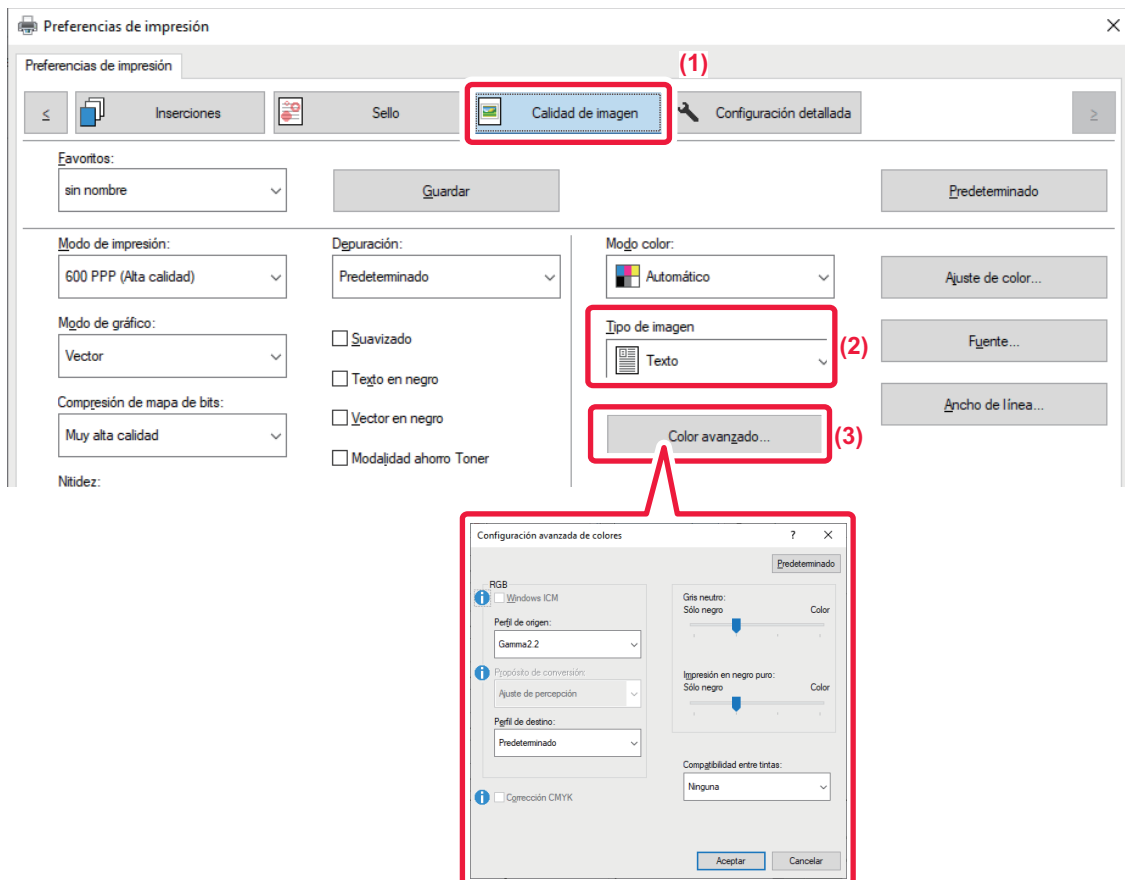 Preferencias de impresión
Preferencias de impresión
(1)
≤
Inserciones
Sello
Calidad de imagen
Configuración detallada
≥
Favoritos:
sin nombre
Guardar
Predeterminado
Modo de impresión:
600 PPP (Alta calidad)
Depuración:
Predeterminado
Modo color:
Automático
Ajuste de color...
Modo de gráfico:
Vector
Suavizado
Tipo de imagen
Texto
(2)
Fuente...
Texto en negro
Compresión de mapa de bits:
Muy alta calidad
Vector en negro
Ancho de línea...
Color avanzado...
(3)
Modalidad ahorro Toner
Nitidez:
Configuración avanzada de colores
?
Predeterminado
RGB
Windows ICM
Perfil de origen:
Gamma2.2
Propósito de conversión:
Ajuste de percepción
Perfil de destino:
Predeterminado
Corrección CMYK
Gris neutro:
Sólo negro Color
Impresión en negro puro:
Sólo negro Color
Compatibilidad entre tintas:
Ninguna
Aceptar
Cancelar